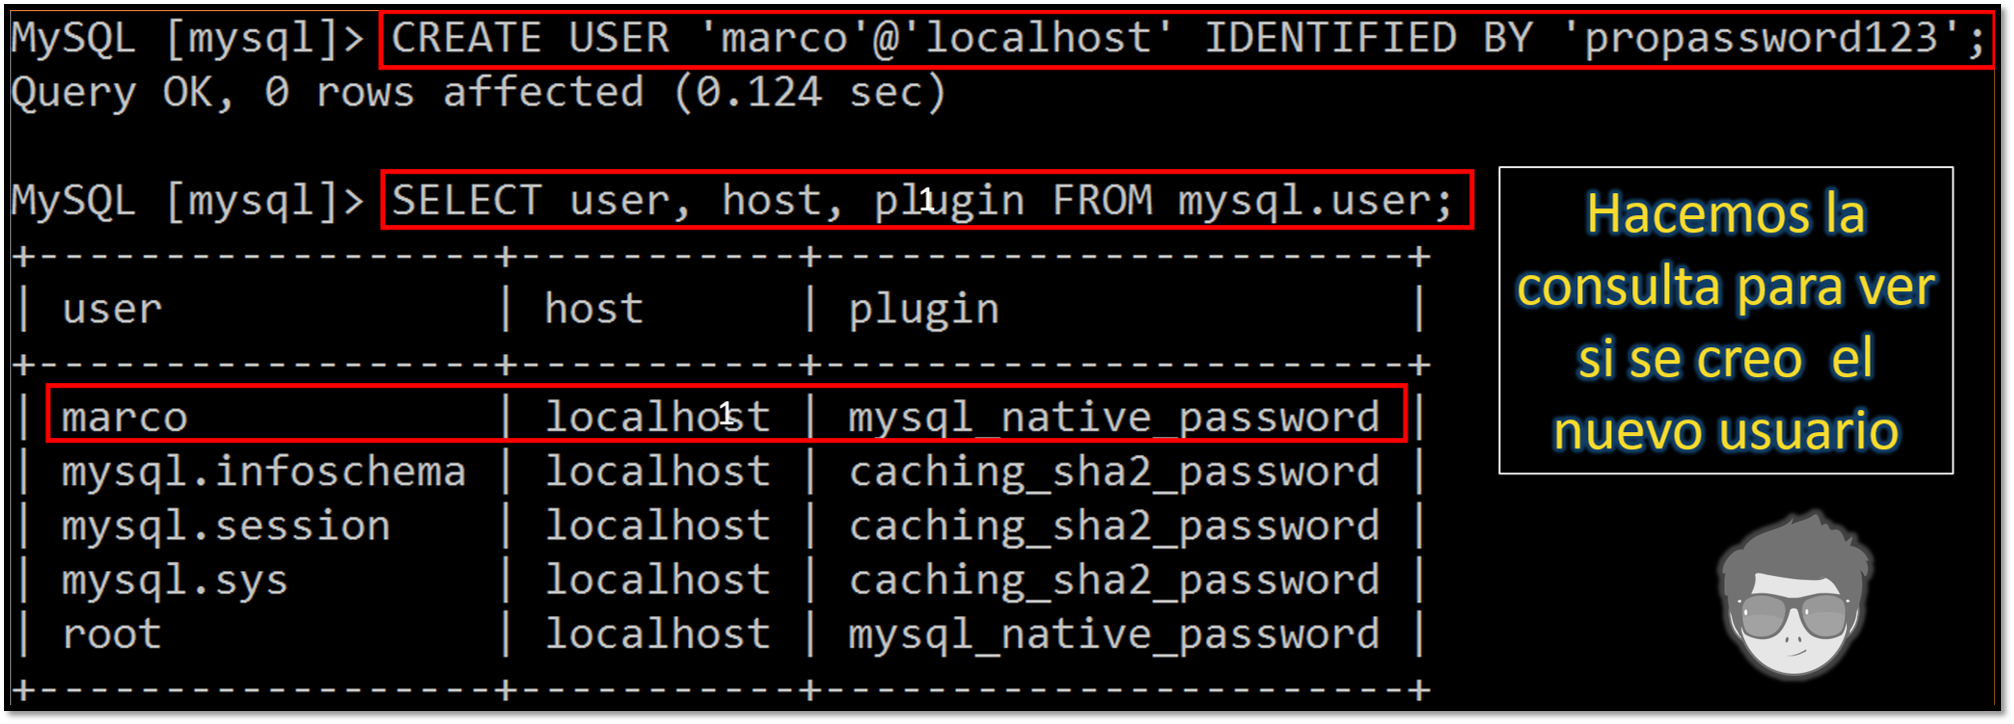 MySQL [mysql]> CREATE USER 'marco'@'localhost' IDENTIFIED BY 'propassword123';
Query OK, 0 rows affected (0.124 sec)
MySQL [mysql]> SELECT user, host, plugin FROM mysql.user;
1
+------------------+-----------+-----------------------+
| user             | host      | plugin                |
+------------------+-----------+-----------------------+
| marco            | localhost | mysql_native_password |
1
| mysql.infoschema | localhost | caching_sha2_password |
| mysql.session    | localhost | caching_sha2_password |
| mysql.sys        | localhost | caching_sha2_password |
| root             | localhost | mysql_native_password |
+------------------+-----------+-----------------------+
Hacemos la
consulta para ver
si se creo  el
nuevo usuario